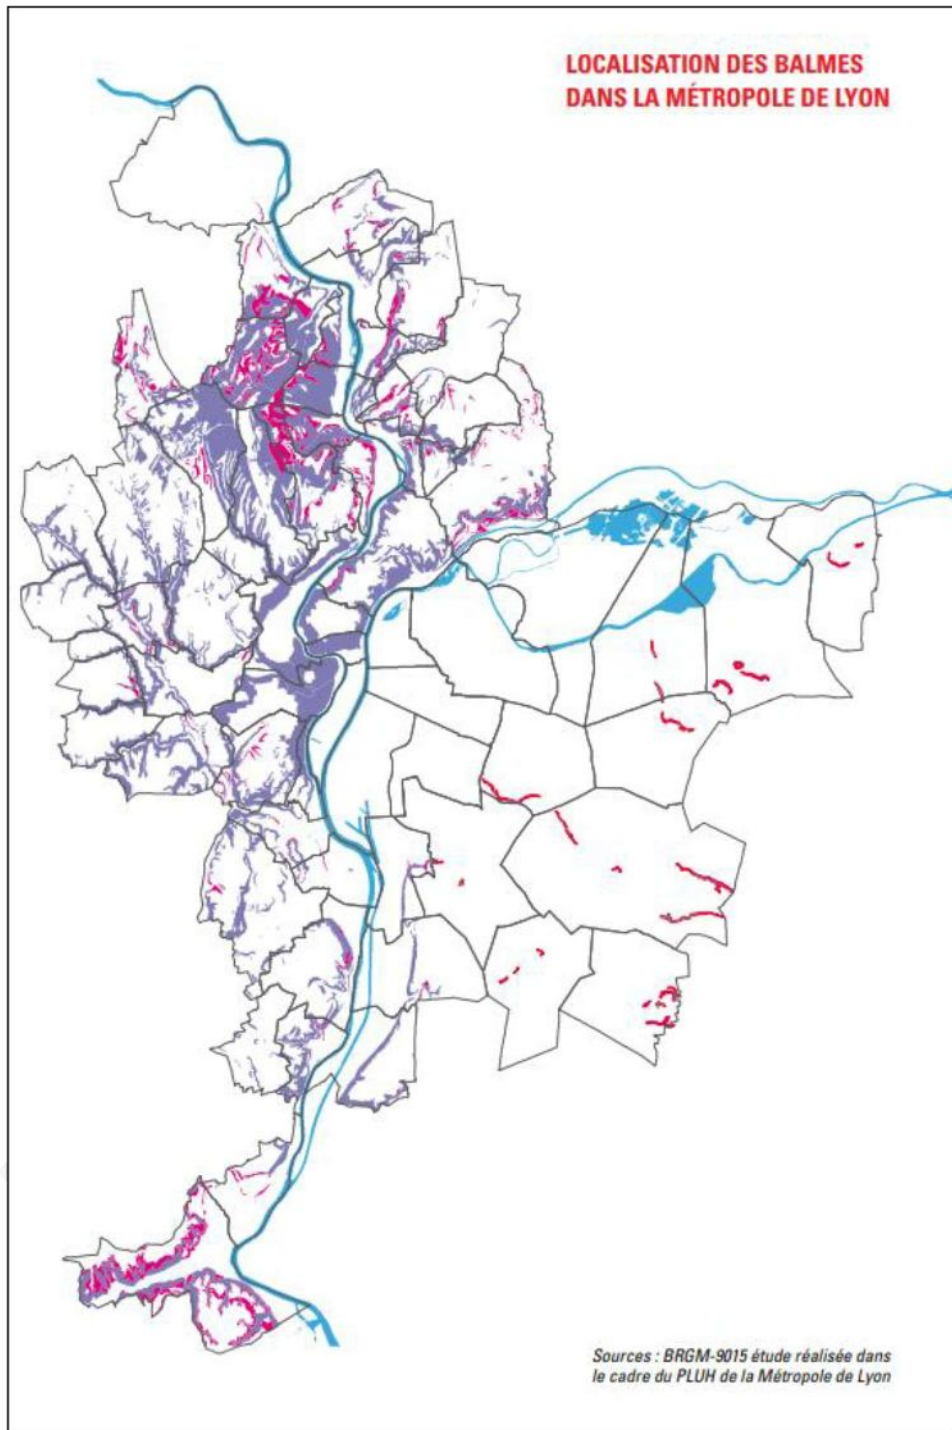 LOCALISATION DES BALMES
DANS LA MÉTROPOLE DE LYON
Sources : BRGM-9015 étude réalisée dans
le cadre du PLUH de la Métropole de Lyon